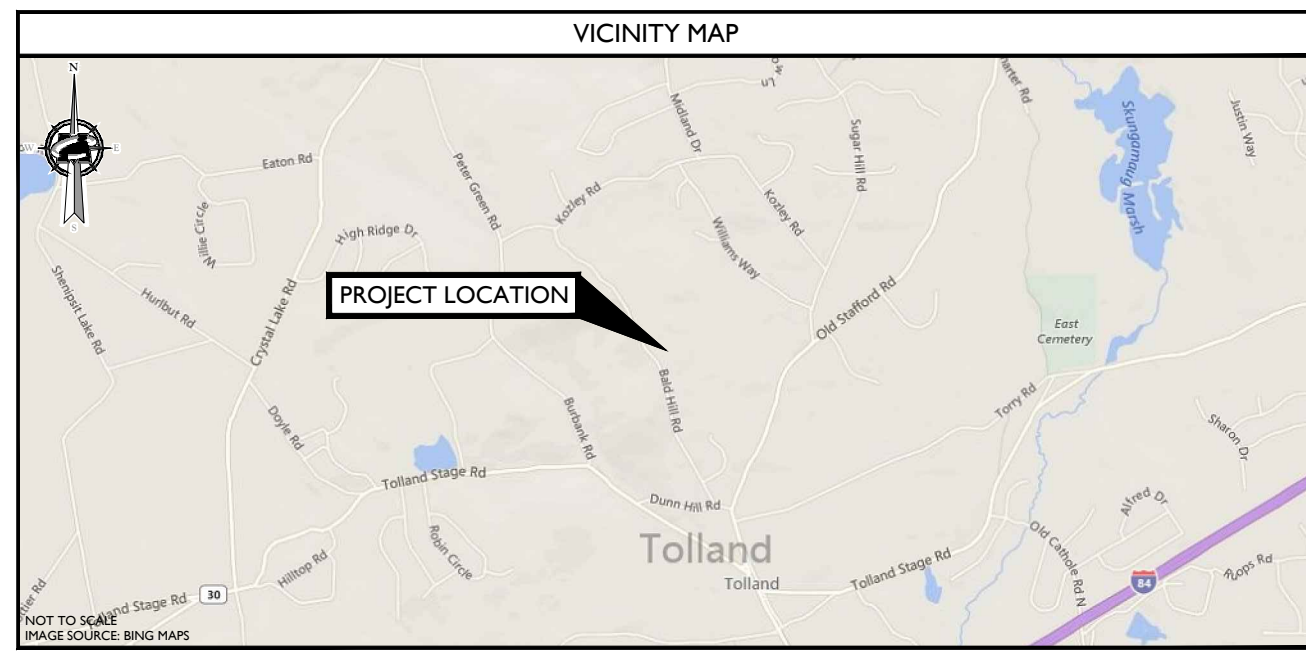 VICINITY MAP
N
W
E
S
Eaton Rd
Willie Circle
High Ridge Dr
Peter Green Rd
Kozley Rd
Midland Dr
Ln
Kozley Rd
Williams Way
Sugar Hill Rd
Old Stafford Rd
Skungamaug Marsh
Justin Way
Shenipsit Lake Rd
Hurlbut Rd
Crystal Lake Rd
PROJECT LOCATION
East
Cemetery
Bald Hill Rd
Burbank Rd
Doyle Rd
Torry Rd
Sharon Dr
Tolland Stage Rd
Dunn Hill Rd
Robin Circle
Alfred Dr
Old Cathole Rd N
Tolland
Tolland
Tolland Stage Rd
Hilltop Rd
84
30
Tolland Stage Rd
NOT TO SCALE
IMAGE SOURCE: BING MAPS